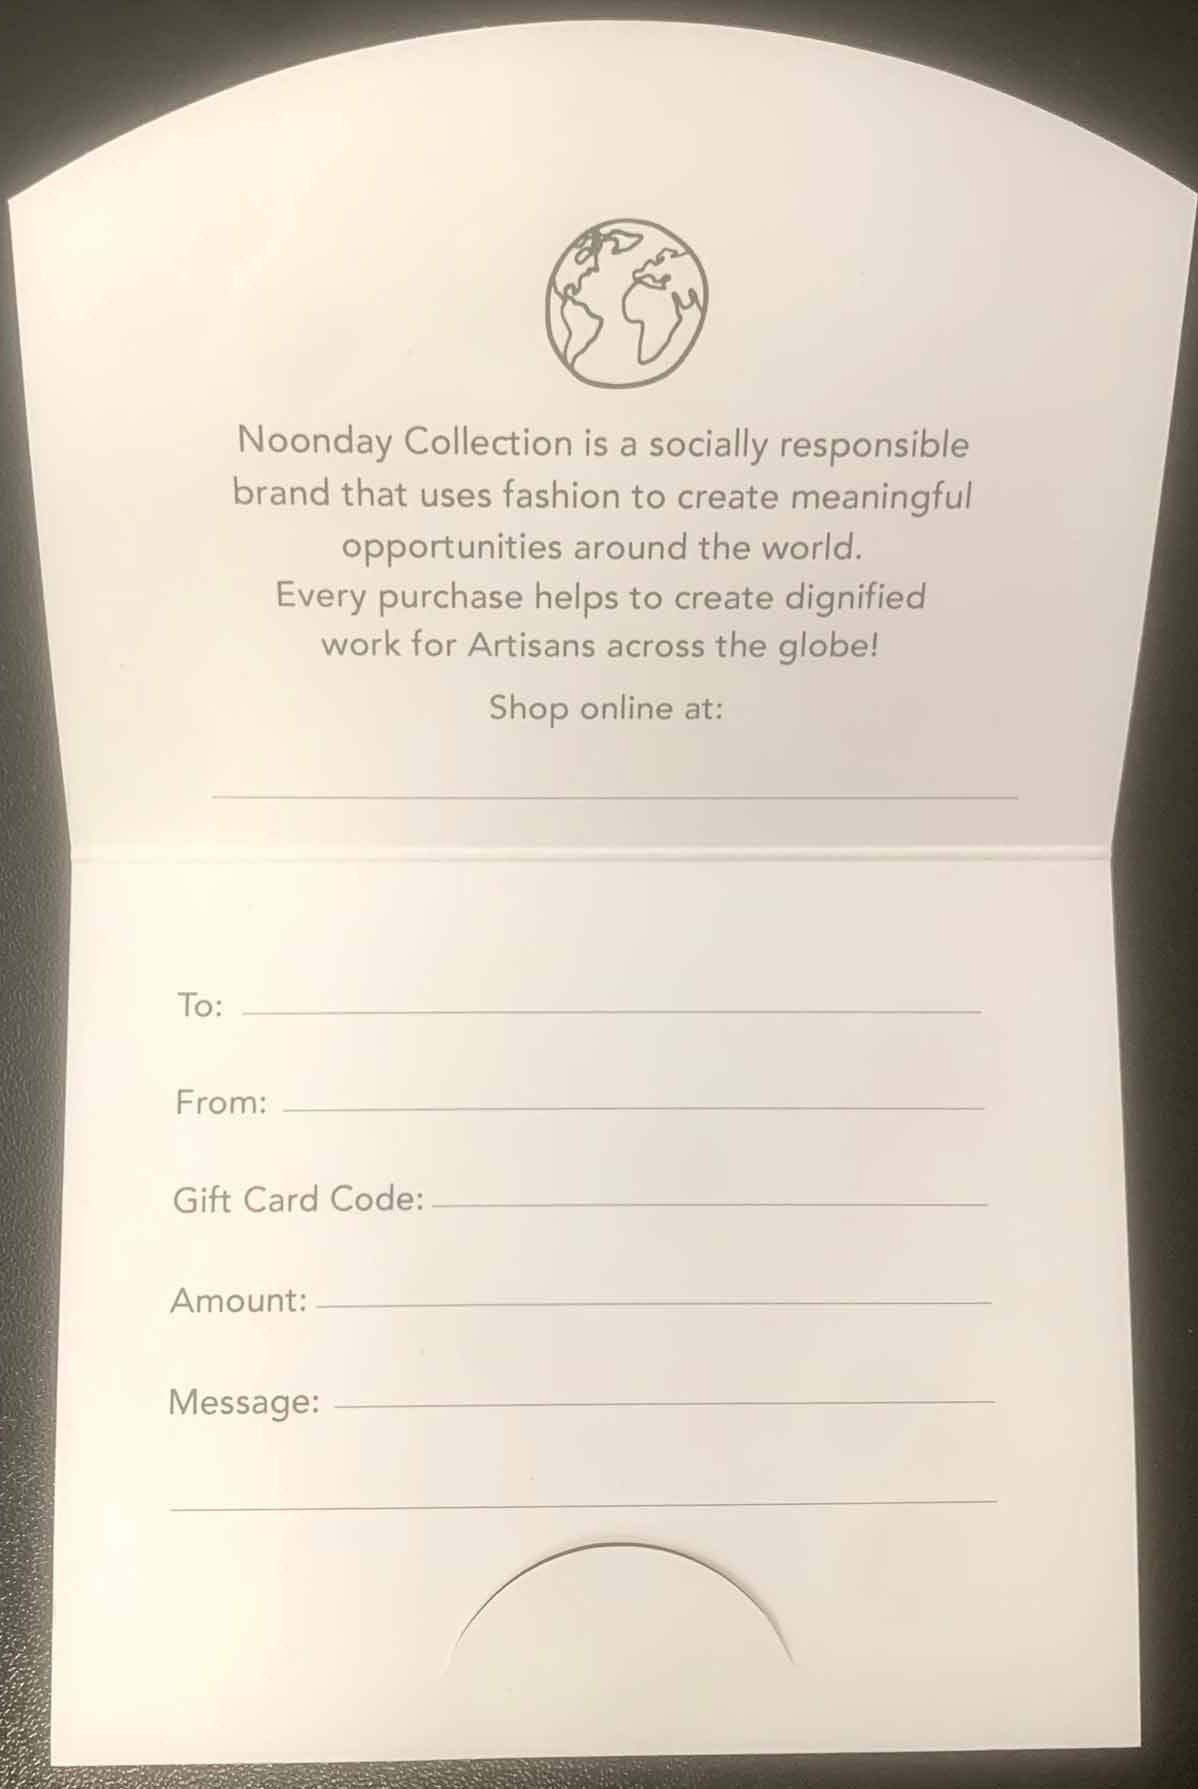 Noonday Collection is a socially responsible
brand that uses fashion to create meaningful
opportunities around the world.
Every purchase helps to create dignified
work for Artisans across the globe!
Shop online at:
To:
From:
Gift Card Code:
Amount:
Message: